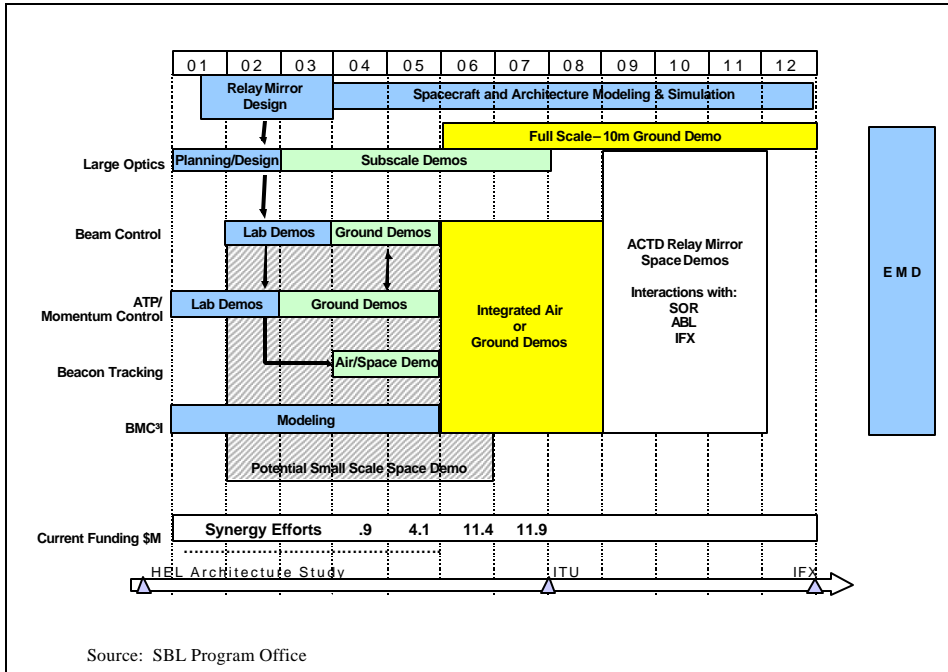 01 02 03 04 05 06 07 08 09 10 11 12
Relay Mirror
Design
Spacecraft and Architecture Modeling & Simulation
Full Scale – 10m Ground Demo
Large Optics
Planning/Design
Subscale Demos
Beam Control
Lab Demos
Ground Demos
ACTD Relay Mirror
Space Demos
Interactions with:
SOR
ABL
IFX
EMD
ATP/
Momentum Control
Lab Demos
Ground Demos
Integrated Air
or
Ground Demos
Beacon Tracking
Air/Space Demo
BMC³I
Modeling
Potential Small Scale Space Demo
Current Funding $M
Synergy Efforts .9 4.1 11.4 11.9
HEL Architecture Study
ITU
IFX
Source: SBL Program Office